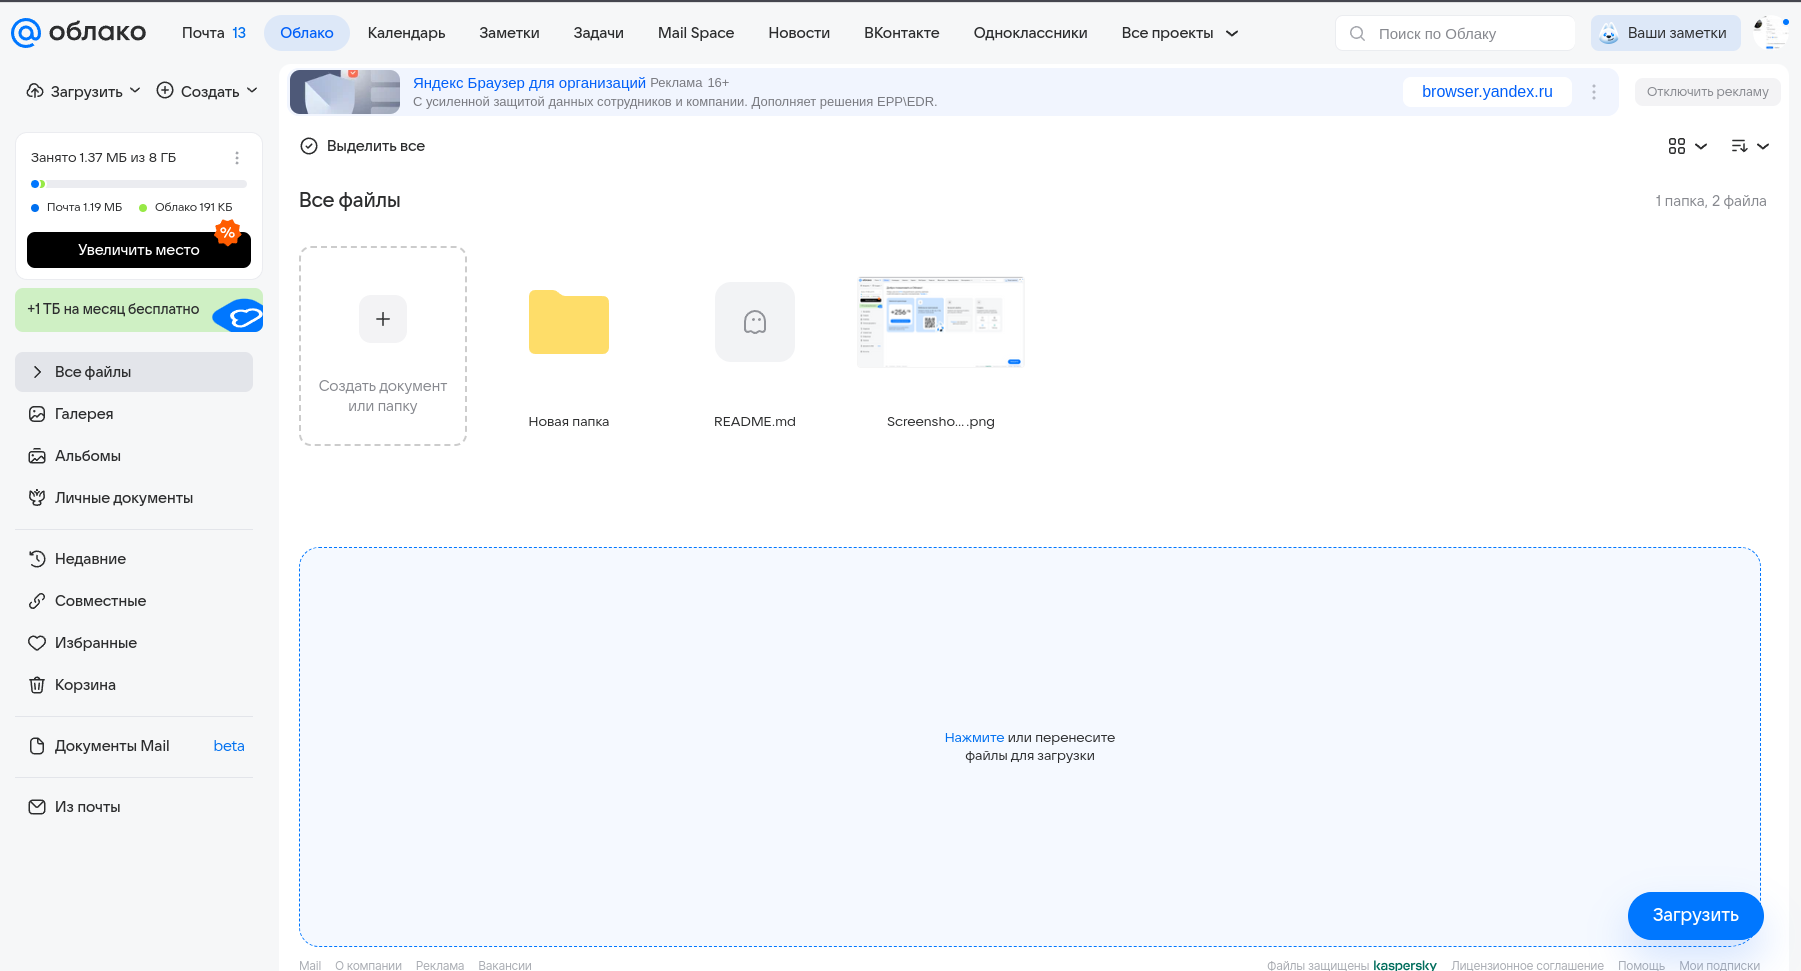 облако
Почта 13
Облако
Календарь
Заметки
Задачи
Mail Space
Новости
ВКонтакте
Одноклассники
Все проекты
Поиск по Облаку
Ваши заметки
Загрузить
Создать
Занято 1.37 МБ из 8 ГБ
Почта 1.19 МБ
Облако 191 КБ
%
Увеличить место
+1 ТБ на месяц бесплатно
Все файлы
Галерея
Альбомы
Личные документы
Недавние
Совместные
Избранные
Корзина
Документы Mail beta
Из почты
Яндекс Браузер для организаций Реклама 16+
С усиленной защитой данных сотрудников и компании. Дополняет решения EPP\EDR.
browser.yandex.ru
Отключить рекламу
Выделить все
Все файлы
1 папка, 2 файла
Создать документ
или папку
Новая папка
README.md
Screensho... .png
+256
Нажмите или перенесите
файлы для загрузки
Загрузить
Mail
О компании
Реклама
Вакансии
Файлы защищены kaspersky
Лицензионное соглашение
Помощь
Мои подписки